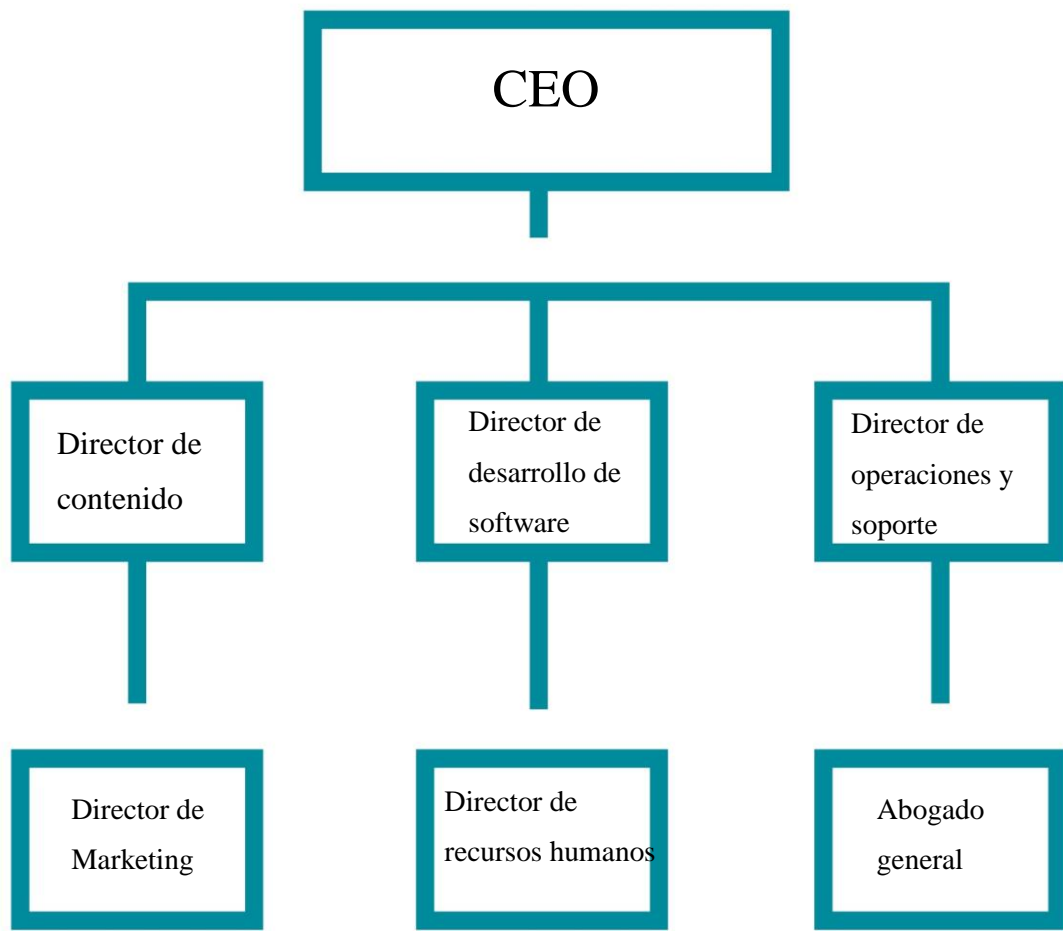 CEO
Director de
contenido
Director de
desarrollo de
software
Director de
operaciones y
soporte
Director de
Marketing
Director de
recursos humanos
Abogado
general